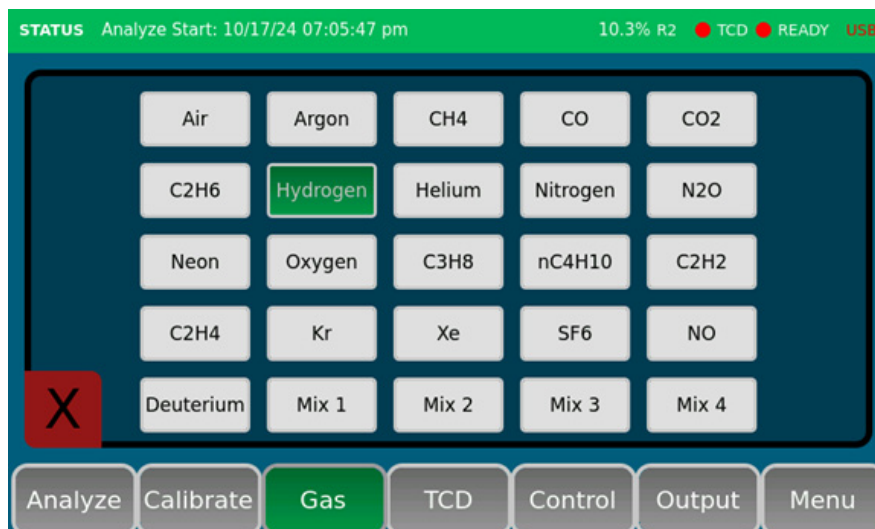 STATUS Analyze Start: 10/17/24 07:05:47 pm 10.3% R2 TCD READY USB
Air Argon CH4 CO CO2
C2H6 Hydrogen Helium Nitrogen N2O
Neon Oxygen C3H8 nC4H10 C2H2
C2H4 Kr Xe SF6 NO
X Deuterium Mix 1 Mix 2 Mix 3 Mix 4
Analyze Calibrate Gas TCD Control Output Menu